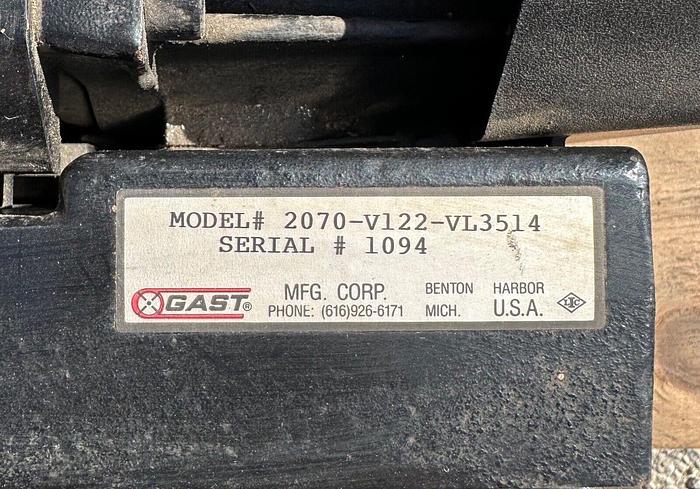 MODEL# 2070-V122-VL3514
SERIAL # 1094
GAST® MFG. CORP. BENTON HARBOR
PHONE: (616)926-6171 MICH. U.S.A.